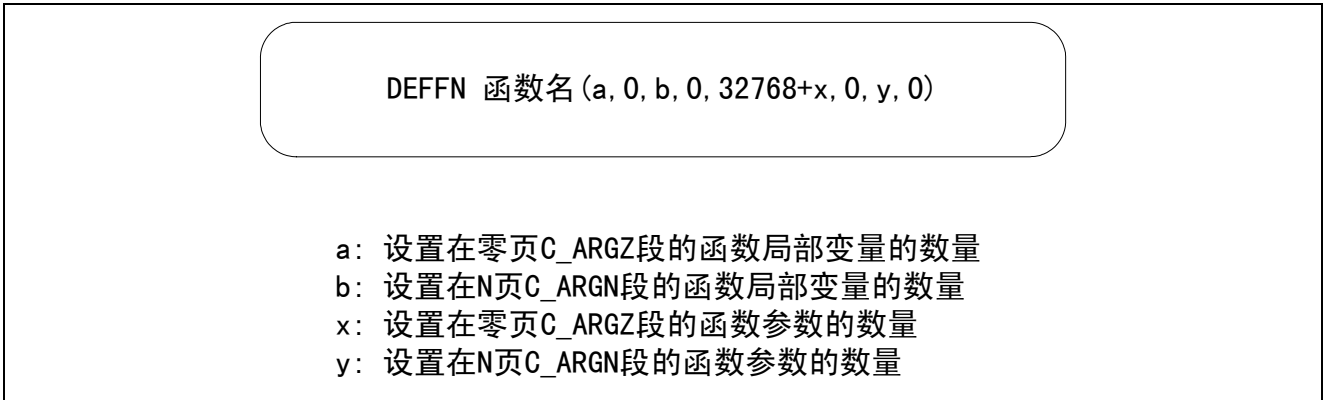 DEFFN 函数名(a,0,b,0,32768+x,0,y,0)
a: 设置在零页C_ARGZ段的函数局部变量的数量
b: 设置在N页C_ARGN段的函数局部变量的数量
x: 设置在零页C_ARGZ段的函数参数的数量
y: 设置在N页C_ARGN段的函数参数的数量